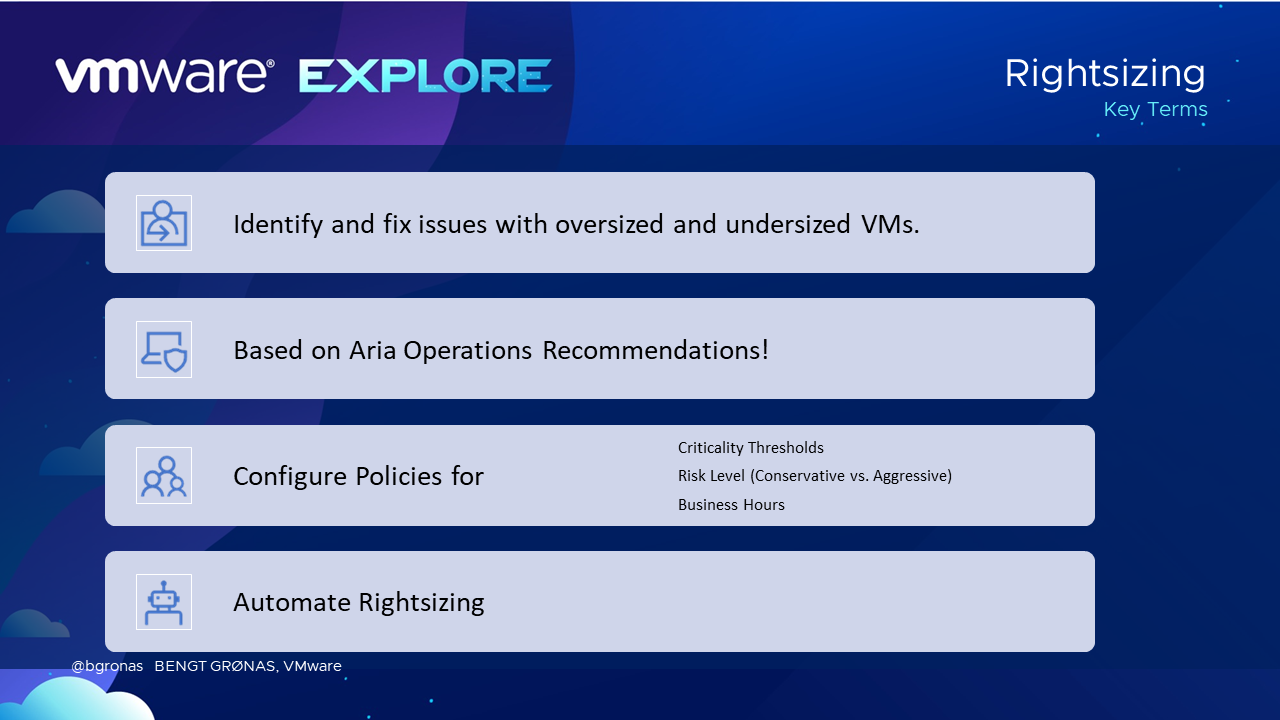 vmware® EXPLORE
Rightsizing
Key Terms
Identify and fix issues with oversized and undersized VMs.
Based on Aria Operations Recommendations!
Configure Policies for
Criticality Thresholds
Risk Level (Conservative vs. Aggressive)
Business Hours
Automate Rightsizing
@bgronas BENGT GRØNAS, VMware